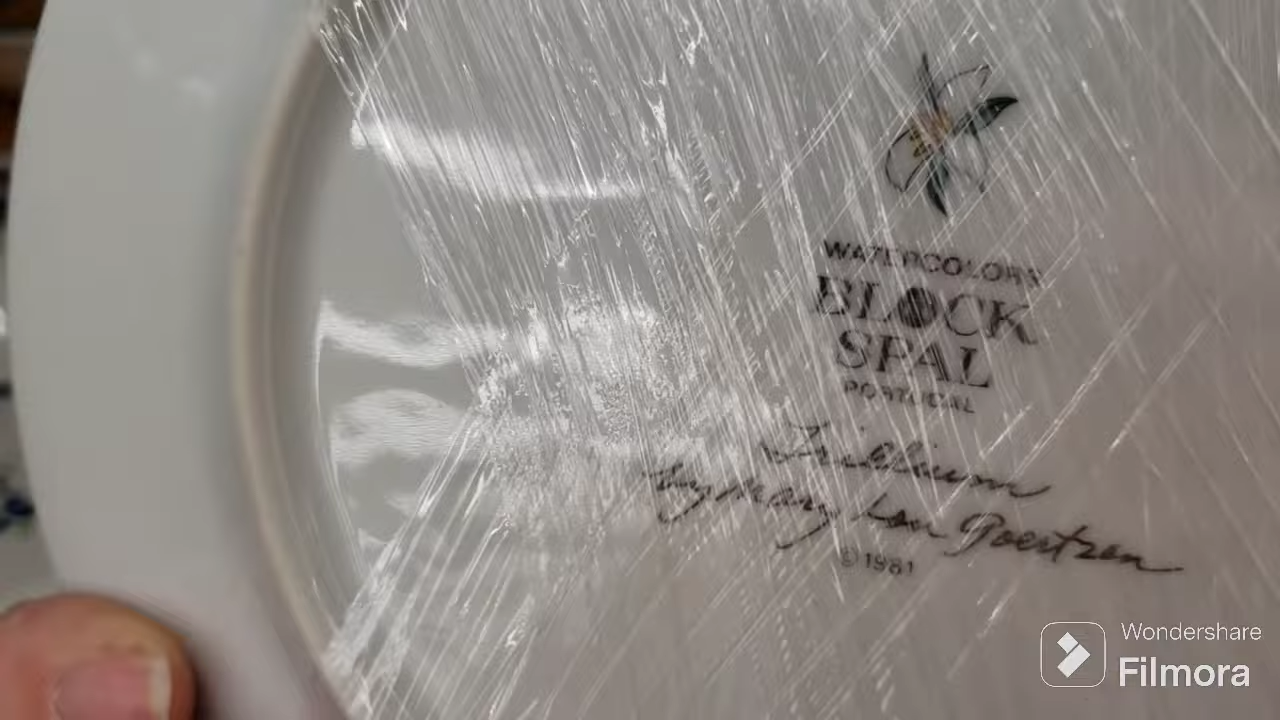 WATERCOLORS
BLOCK
SPAL
PORTUGAL
Trillium
by Mary Lou Goertzen
©1981
Wondershare
Filmora